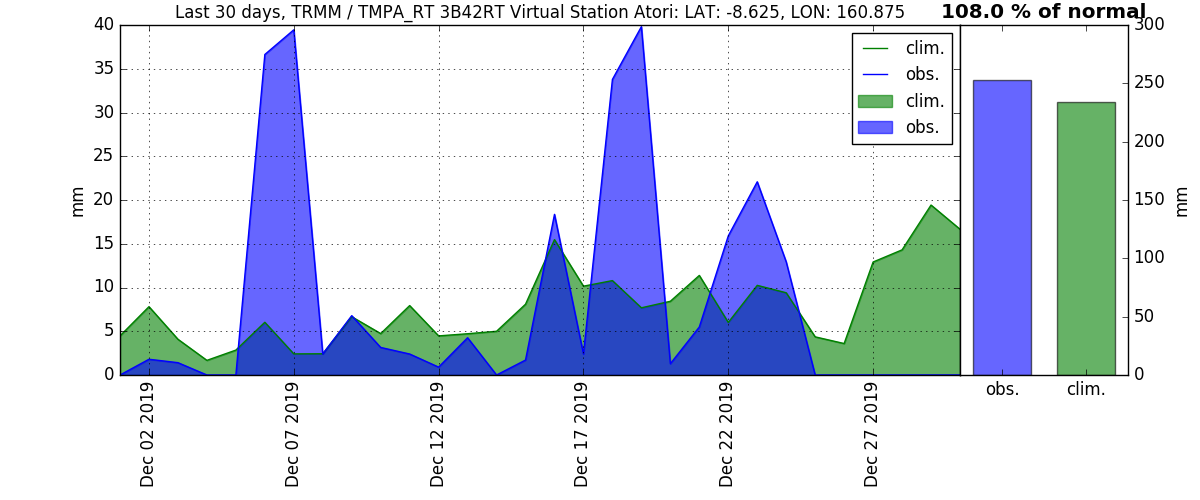 Last 30 days, TRMM / TMPA_RT 3B42RT Virtual Station Atori: LAT: -8.625, LON: 160.875
108.0 % of normal
40
35
30
25
20
15
10
5
0
mm
clim.
obs.
clim.
obs.
Dec 02 2019
Dec 07 2019
Dec 12 2019
Dec 17 2019
Dec 22 2019
Dec 27 2019
300
250
200
150
100
50
0
mm
obs.
clim.